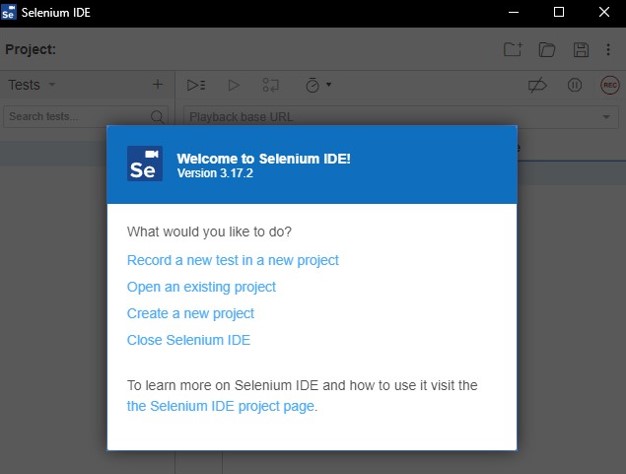 Selenium IDE
Project:
Tests
Search tests...
Playback base URL
REC
Se
Welcome to Selenium IDE!
Version 3.17.2
What would you like to do?
Record a new test in a new project
Open an existing project
Create a new project
Close Selenium IDE
To learn more on Selenium IDE and how to use it visit the
the Selenium IDE project page.